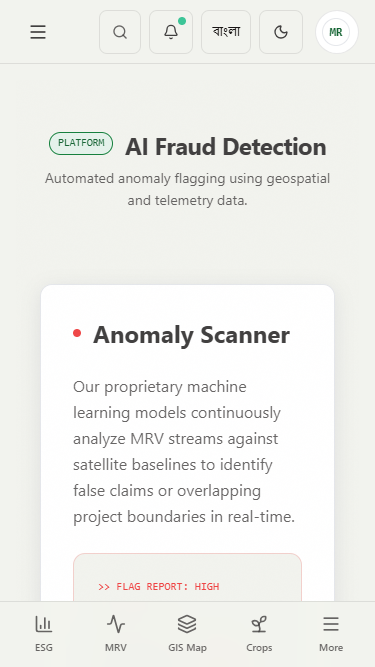 বাংলা
MR
PLATFORM
AI Fraud Detection
Automated anomaly flagging using geospatial
and telemetry data.
Anomaly Scanner
Our proprietary machine
learning models continuously
analyze MRV streams against
satellite baselines to identify
false claims or overlapping
project boundaries in real-time.
>> FLAG REPORT: HIGH
ESG
MRV
GIS Map
Crops
More